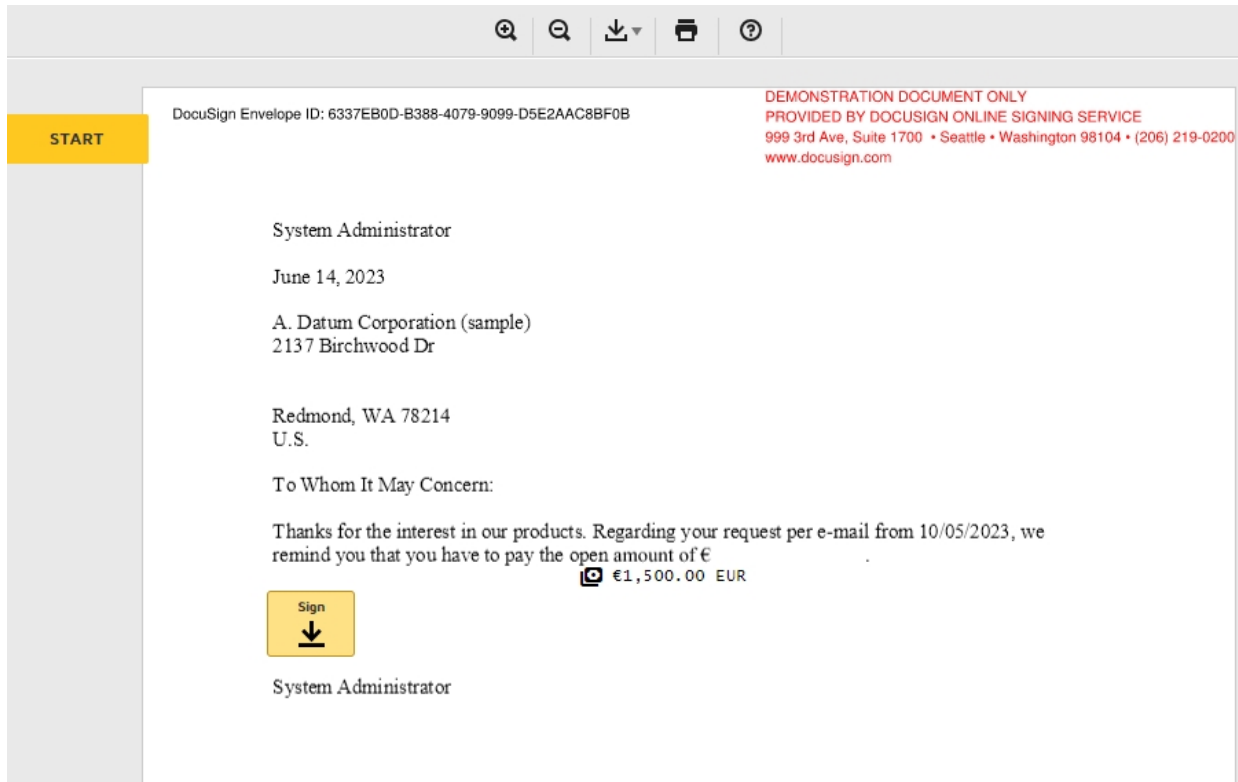 DocuSign Envelope ID: 6337EB0D-B388-4079-9099-D5E2AAC8BF0B
DEMONSTRATION DOCUMENT ONLY
PROVIDED BY DOCUSIGN ONLINE SIGNING SERVICE
999 3rd Ave, Suite 1700 • Seattle • Washington 98104 • (206) 219-0200
www.docusign.com
START
System Administrator
June 14, 2023
A. Datum Corporation (sample)
2137 Birchwood Dr
Redmond, WA 78214
U.S.
To Whom It May Concern:
Thanks for the interest in our products. Regarding your request per e-mail from 10/05/2023, we
remind you that you have to pay the open amount of € .
€1,500.00 EUR
Sign
System Administrator